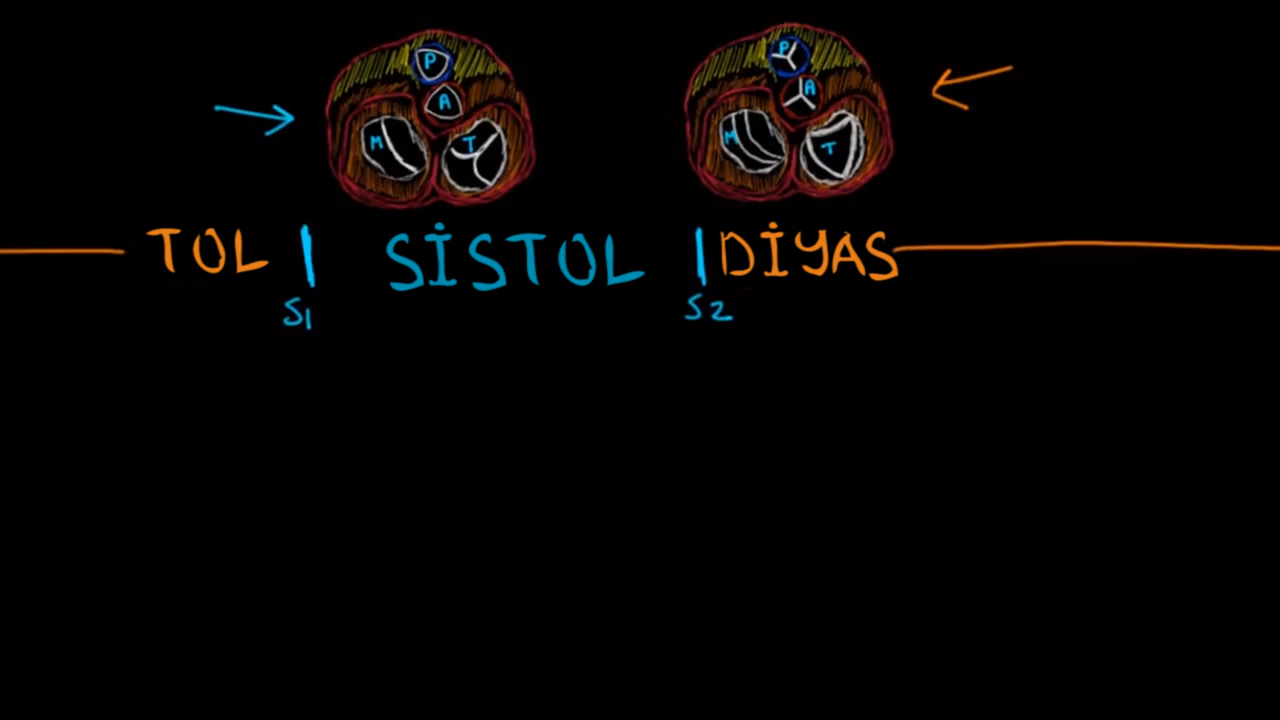 P P
A A
M T M T
TOL | SİSTOL | DİYAS
S1 S2